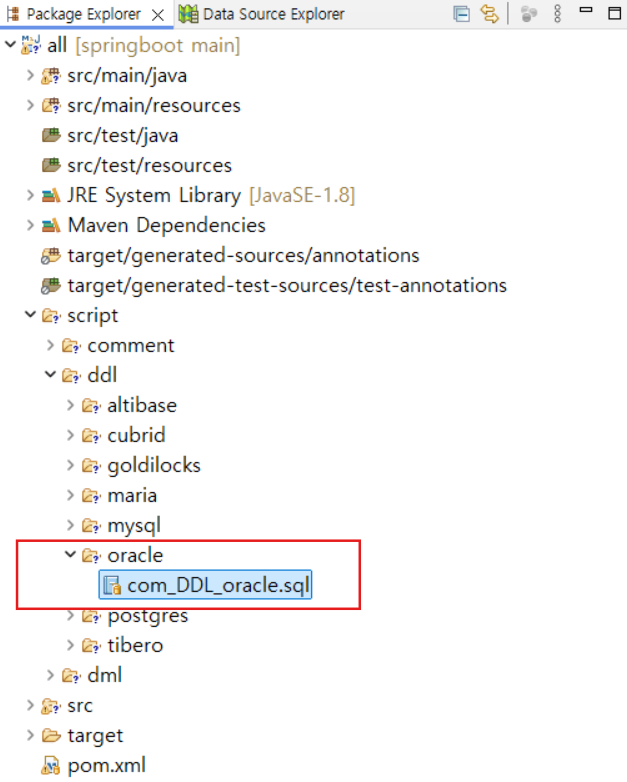 Package Explorer Data Source Explorer
all [springboot main]
src/main/java
src/main/resources
src/test/java
src/test/resources
JRE System Library [JavaSE-1.8]
Maven Dependencies
target/generated-sources/annotations
target/generated-test-sources/test-annotations
script
comment
ddl
altibase
cubrid
goldilocks
maria
mysql
oracle
com_DDL_oracle.sql
postgres
tibero
dml
src
target
pom.xml